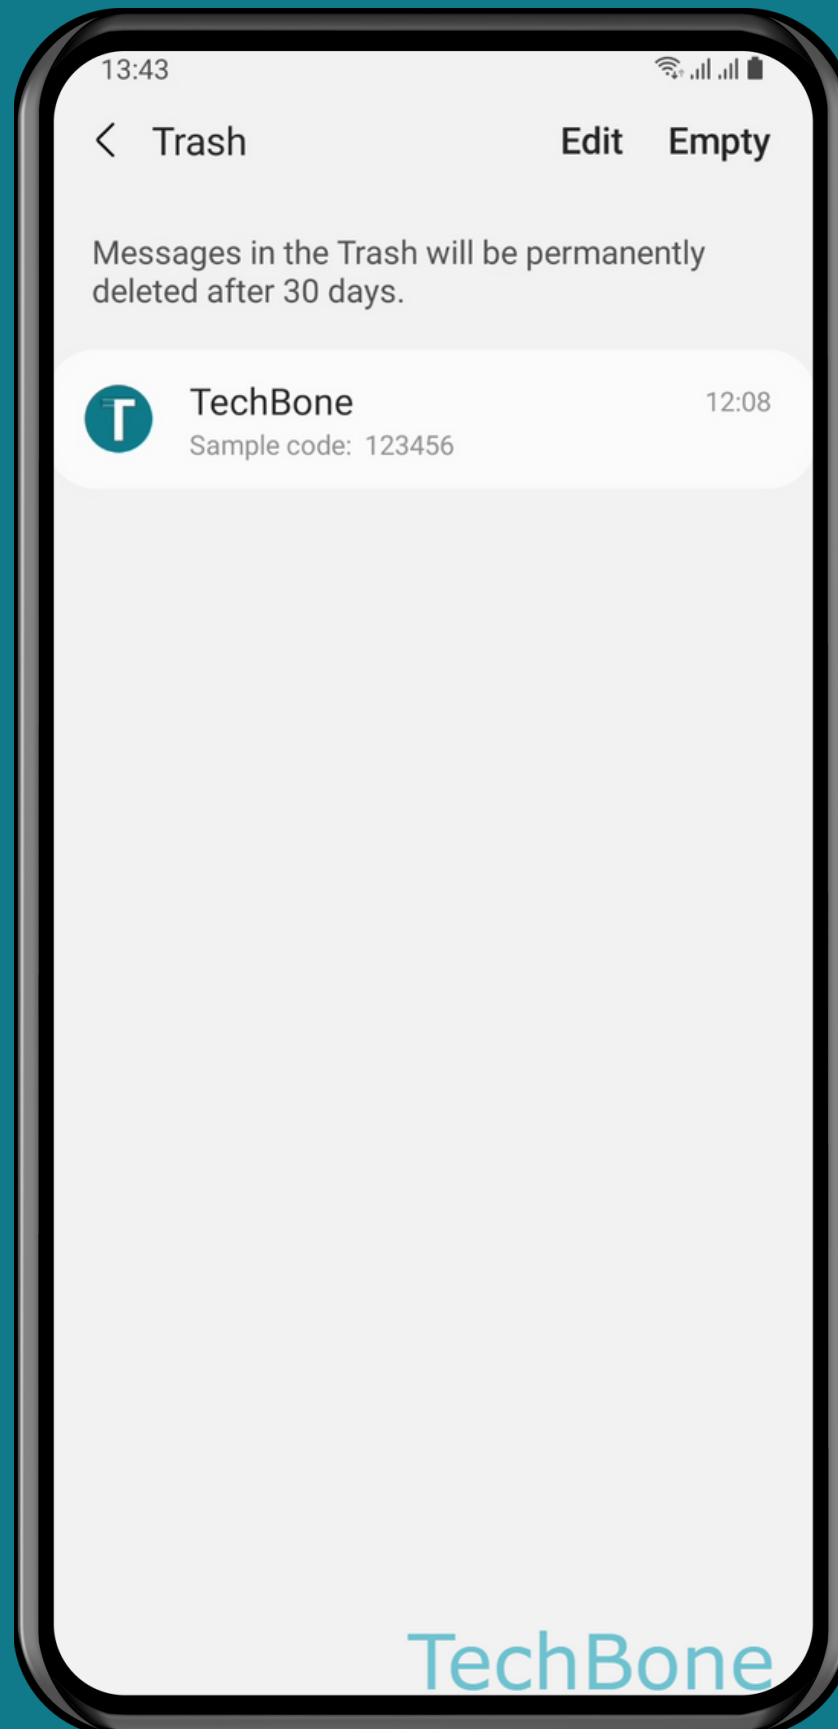 13:43
Trash Edit Empty
Messages in the Trash will be permanently
deleted after 30 days.
T
TechBone 12:08
Sample code: 123456
TechBone